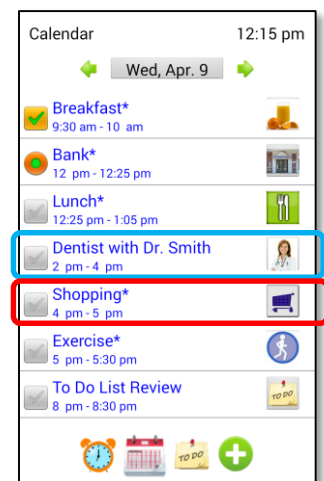 Calendar 12:15 pm
Wed, Apr. 9
Breakfast*
9:30 am - 10 am
Bank*
12 pm - 12:25 pm
Lunch*
12:25 pm - 1:05 pm
Dentist with Dr. Smith
2 pm - 4 pm
Shopping*
4 pm - 5 pm
Exercise*
5 pm - 5:30 pm
To Do List Review
8 pm - 8:30 pm
TO DO
TO DO